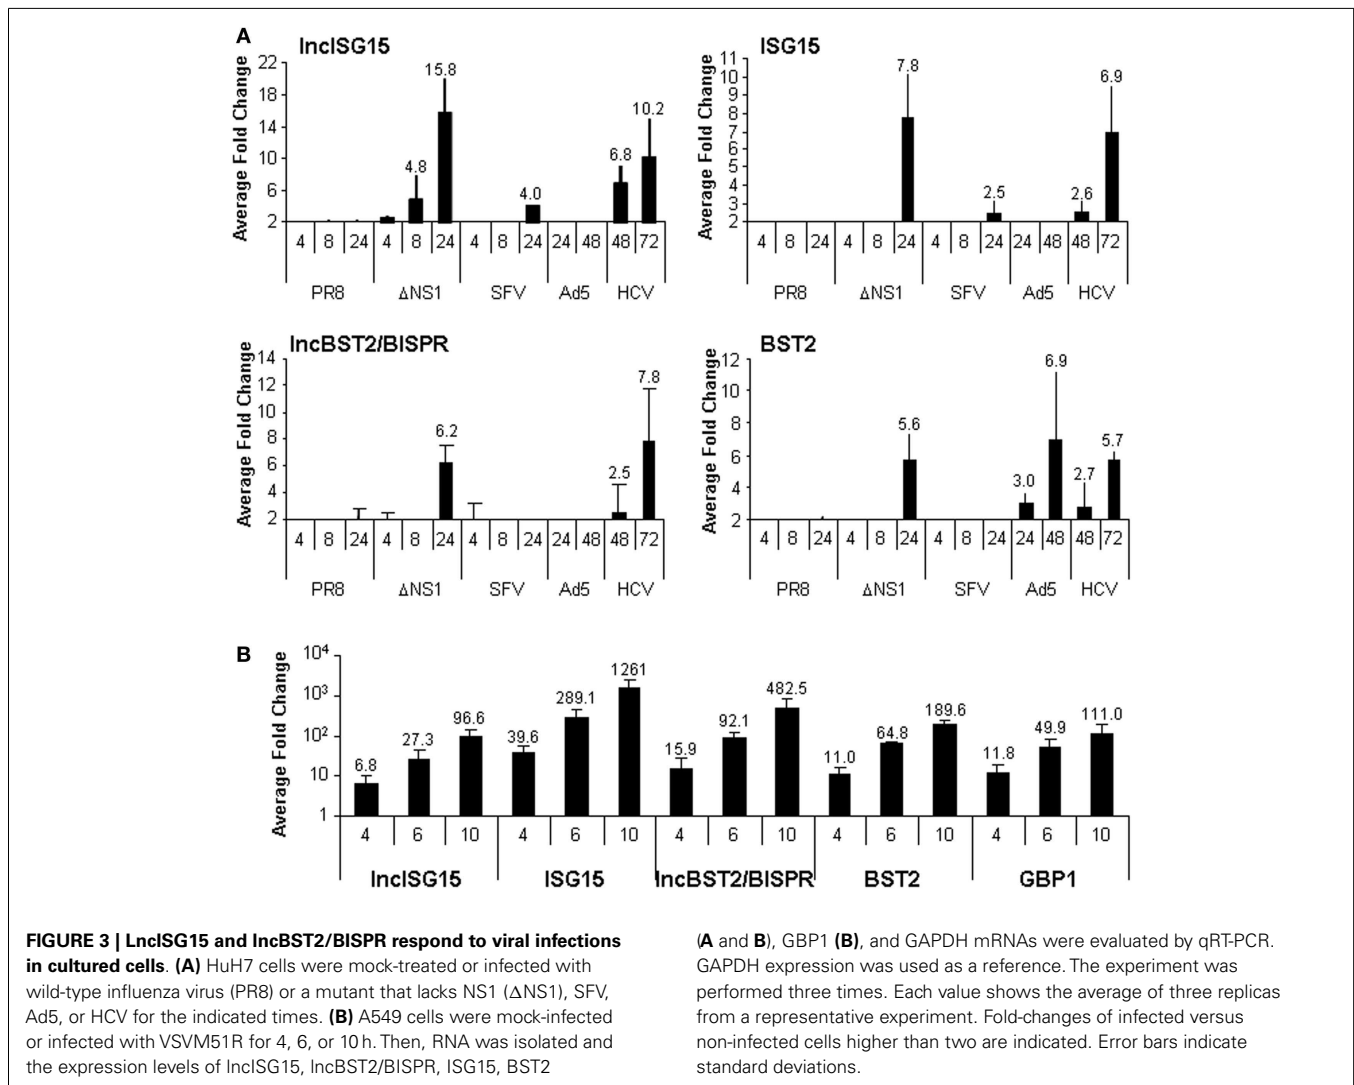 A
lncISG15
Average Fold Change
22
18
14
10
6
2
4.8
15.8
4.0
6.8
10.2
4 8 24 4 8 24 4 8 24 24 48 48 72
PR8 ΔNS1 SFV Ad5 HCV
ISG15
Average Fold Change
11
10
9
8
7
6
5
4
3
2
7.8
2.5
2.6
6.9
4 8 24 4 8 24 4 8 24 24 48 48 72
PR8 ΔNS1 SFV Ad5 HCV
lncBST2/BISPR
Average Fold Change
14
12
10
8
6
4
2
6.2
2.5
7.8
4 8 24 4 8 24 4 8 24 24 48 48 72
PR8 ΔNS1 SFV Ad5 HCV
BST2
Average Fold Change
12
10
8
6
4
2
5.6
3.0
6.9
2.7
5.7
4 8 24 4 8 24 4 8 24 24 48 48 72
PR8 ΔNS1 SFV Ad5 HCV
B
Average Fold Change
10⁴
10³
10²
10
1
6.8 27.3 96.6 39.6 289.1 1261 15.9 92.1 482.5 11.0 64.8 189.6 11.8 49.9 111.0
4 6 10 4 6 10 4 6 10 4 6 10 4 6 10
lncISG15 ISG15 lncBST2/BISPR BST2 GBP1
FIGURE 3 | LncISG15 and lncBST2/BISPR respond to viral infections
in cultured cells. (A) HuH7 cells were mock-treated or infected with
wild-type influenza virus (PR8) or a mutant that lacks NS1 (ΔNS1), SFV,
Ad5, or HCV for the indicated times. (B) A549 cells were mock-infected
or infected with VSVM51R for 4, 6, or 10 h. Then, RNA was isolated and
the expression levels of lncISG15, lncBST2/BISPR, ISG15, BST2
(A and B), GBP1 (B), and GAPDH mRNAs were evaluated by qRT-PCR.
GAPDH expression was used as a reference. The experiment was
performed three times. Each value shows the average of three replicas
from a representative experiment. Fold-changes of infected versus
non-infected cells higher than two are indicated. Error bars indicate
standard deviations.